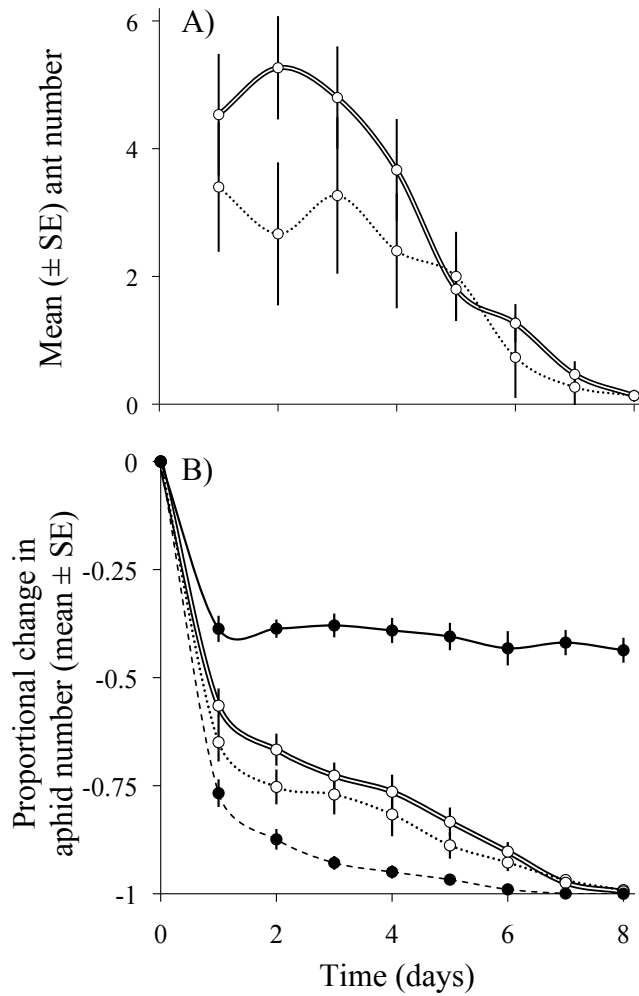 A)
Mean (± SE) ant number
6
4
2
0
B)
Proportional change in
aphid number (mean ± SE)
0
-0.25
-0.5
-0.75
-1
0 2 4 6 8
Time (days)